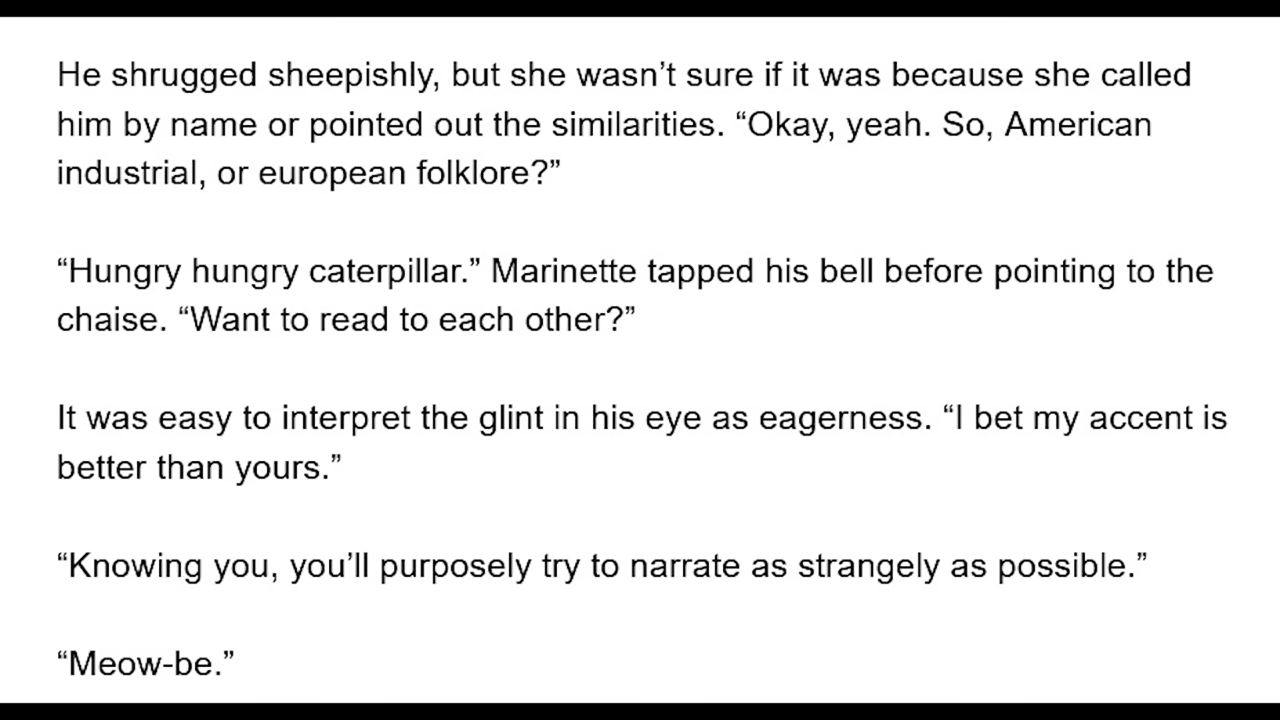 He shrugged sheepishly, but she wasn’t sure if it was because she called
him by name or pointed out the similarities. “Okay, yeah. So, American
industrial, or european folklore?”
“Hungry hungry caterpillar.” Marinette tapped his bell before pointing to the
chaise. “Want to read to each other?”
It was easy to interpret the glint in his eye as eagerness. “I bet my accent is
better than yours.”
“Knowing you, you’ll purposely try to narrate as strangely as possible.”
“Meow-be.”